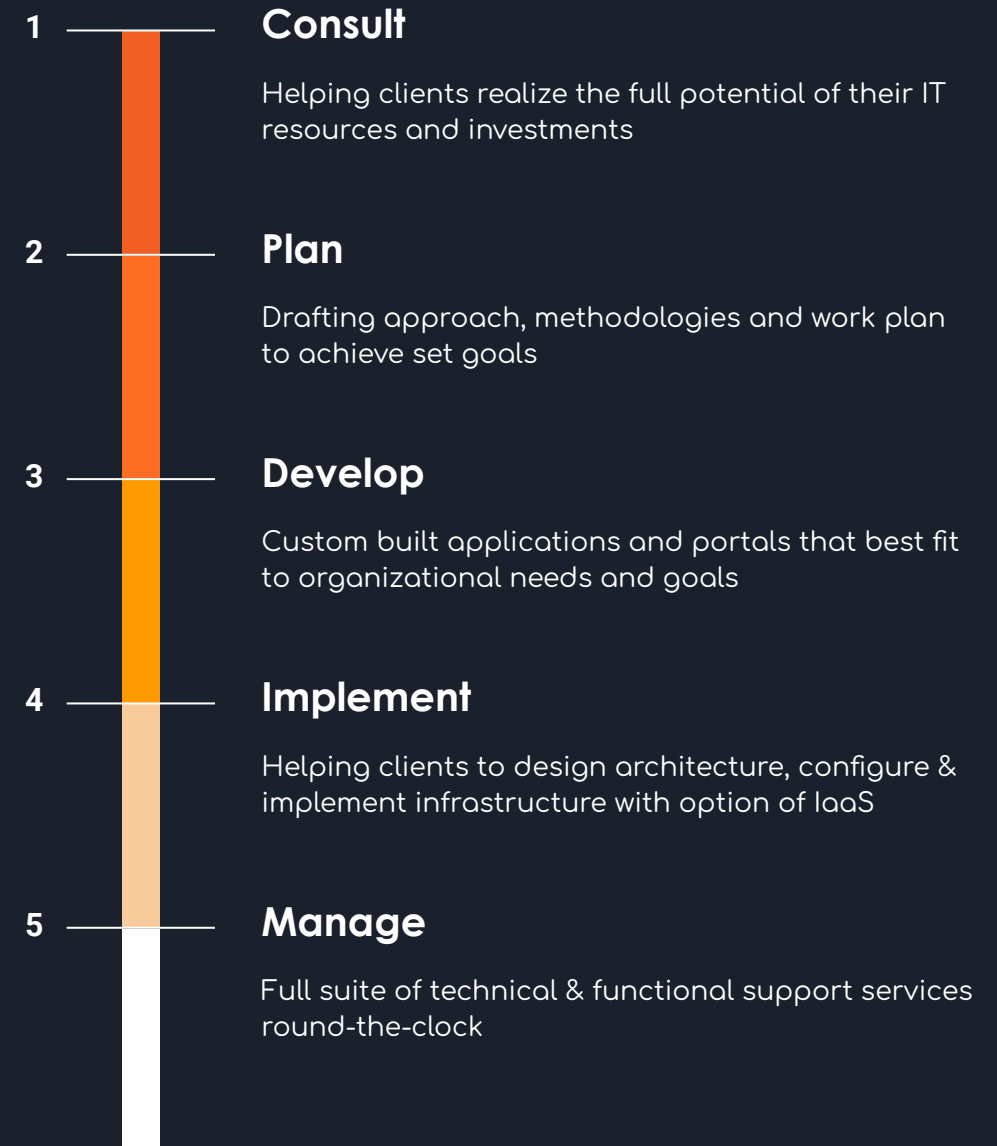 1
Consult
Helping clients realize the full potential of their IT
resources and investments
2
Plan
Drafting approach, methodologies and work plan
to achieve set goals
3
Develop
Custom built applications and portals that best fit
to organizational needs and goals
4
Implement
Helping clients to design architecture, configure &
implement infrastructure with option of IaaS
5
Manage
Full suite of technical & functional support services
round-the-clock